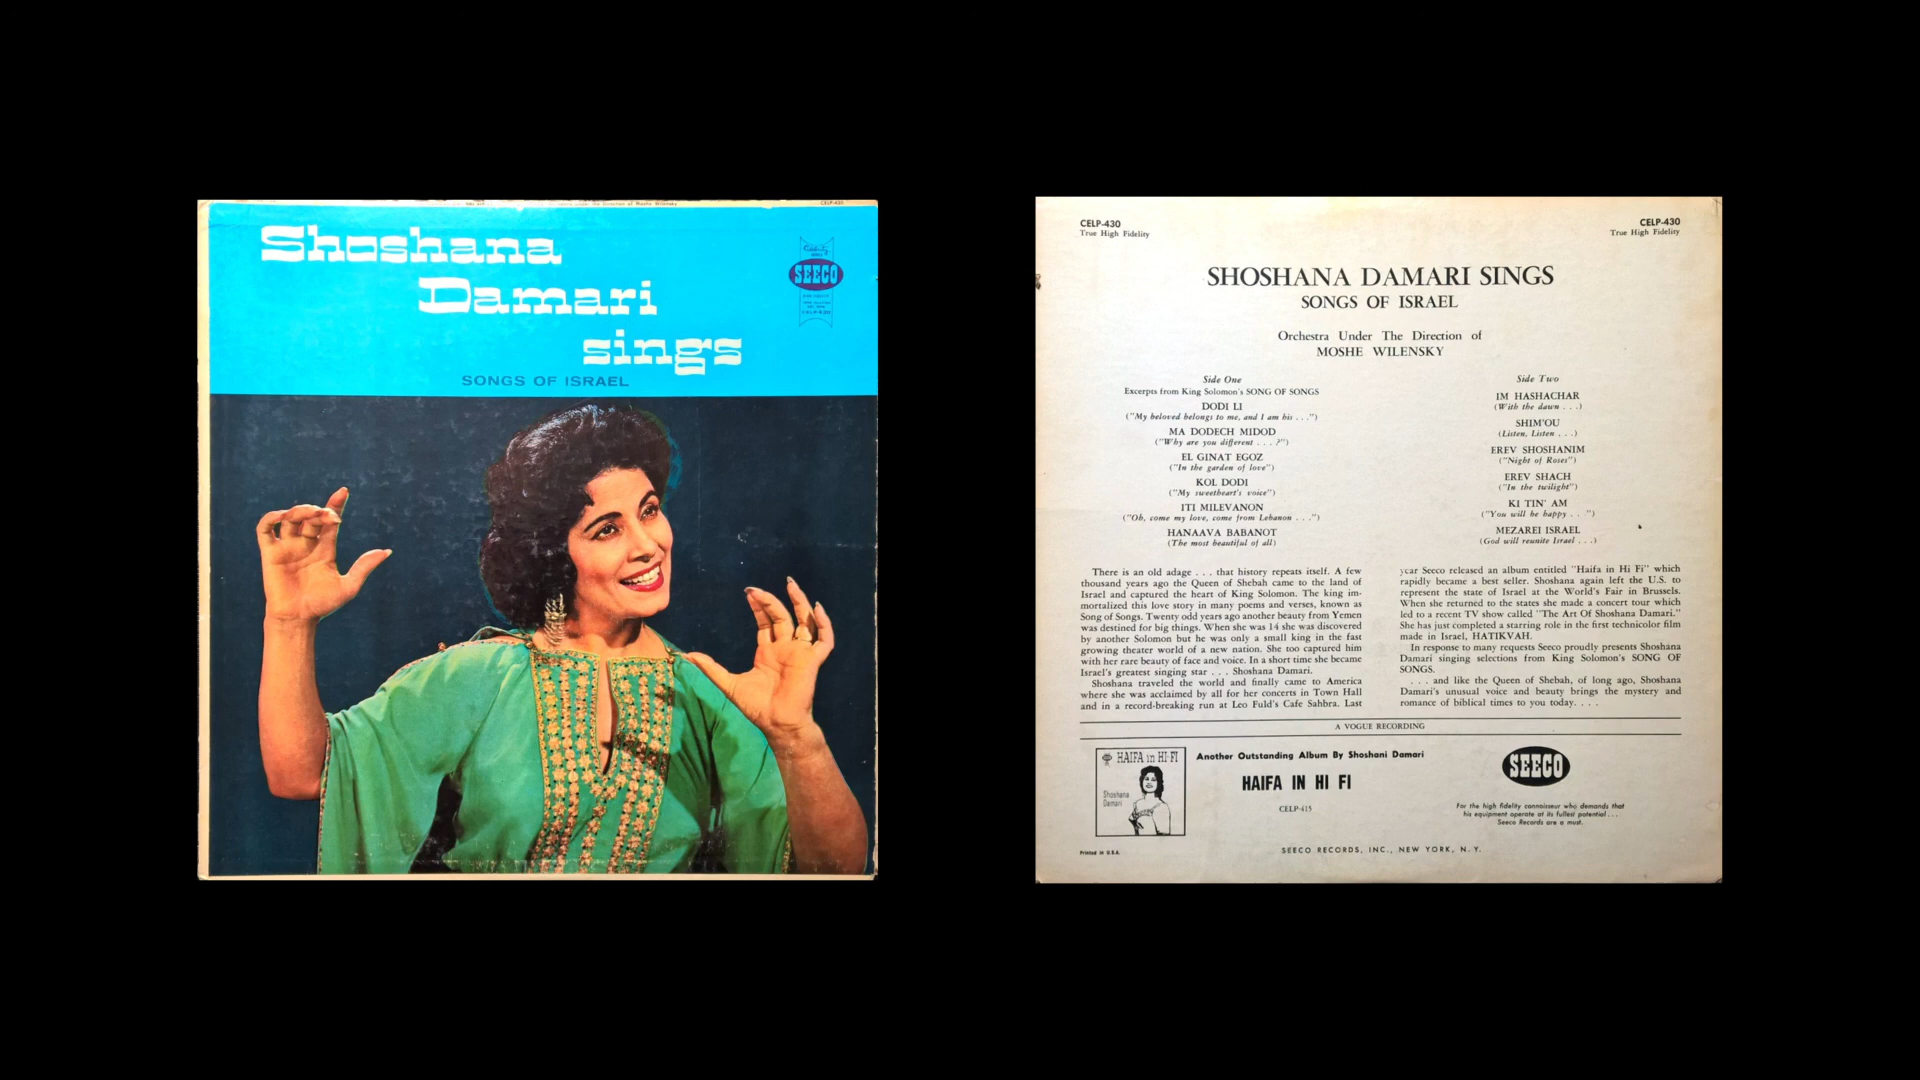 of Moshe Wilensky
CELP-430
Shoshana
Damari
sings
SONGS OF ISRAEL
Celebrity
SEECO
CELP-430
CELP-430
True High Fidelity
CELP-430
True High Fidelity
SHOSHANA DAMARI SINGS
SONGS OF ISRAEL
Orchestra Under The Direction of
MOSHE WILENSKY
Side One
Excerpts from King Solomon's SONG OF SONGS
DODI LI
("My beloved belongs to me, and I am his . . .")
MA DODECH MIDOD
("Why are you different . . . ?")
EL GINAT EGOZ
("In the garden of love")
KOL DODI
("My sweetheart's voice")
ITI MILEVANON
("Oh, come my love, come from Lebanon . . .")
HANAAVA BABANOT
(The most beautiful of all)
Side Two
IM HASHACHAR
(With the dawn . . .)
SHIM'OU
(Listen, Listen . . .)
EREV SHOSHANIM
("Night of Roses")
EREV SHACH
("In the twilight")
KI TIN' AM
("You will be happy . . ")
MEZAREI ISRAEL
(God will reunite Israel . . .)
There is an old adage . . . that history repeats itself. A few
thousand years ago the Queen of Shebah came to the land of
Israel and captured the heart of King Solomon. The king im-
mortalized this love story in many poems and verses, known as
Song of Songs. Twenty odd years ago another beauty from Yemen
was destined for big things. When she was 14 she was discovered
by another Solomon but he was only a small king in the fast
growing theater world of a new nation. She too captured him
with her rare beauty of face and voice. In a short time she became
Israel's greatest singing star . . . Shoshana Damari.
Shoshana traveled the world and finally came to America
where she was acclaimed by all for her concerts in Town Hall
and in a record-breaking run at Leo Fuld's Cafe Sahbra. Last
year Seeco released an album entitled "Haifa in Hi Fi" which
rapidly became a best seller. Shoshana again left the U.S. to
represent the state of Israel at the World's Fair in Brussels.
When she returned to the states she made a concert tour which
led to a recent TV show called "The Art Of Shoshana Damari."
She has just completed a starring role in the first technicolor film
made in Israel, HATIKVAH.
In response to many requests Seeco proudly presents Shoshana
Damari singing selections from King Solomon's SONG OF
SONGS.
. . . and like the Queen of Shebah, of long ago, Shoshana
Damari's unusual voice and beauty brings the mystery and
romance of biblical times to you today. . . .
A VOGUE RECORDING
HAIFA in HI-FI
Shoshana
Damari
Another Outstanding Album By Shoshani Damari
HAIFA IN HI FI
CELP-415
SEECO
For the high fidelity connoisseur who demands that
his equipment operate at its fullest potential . . .
Seeco Records are a must.
Printed in U.S.A.
SEECO RECORDS, INC., NEW YORK, N. Y.